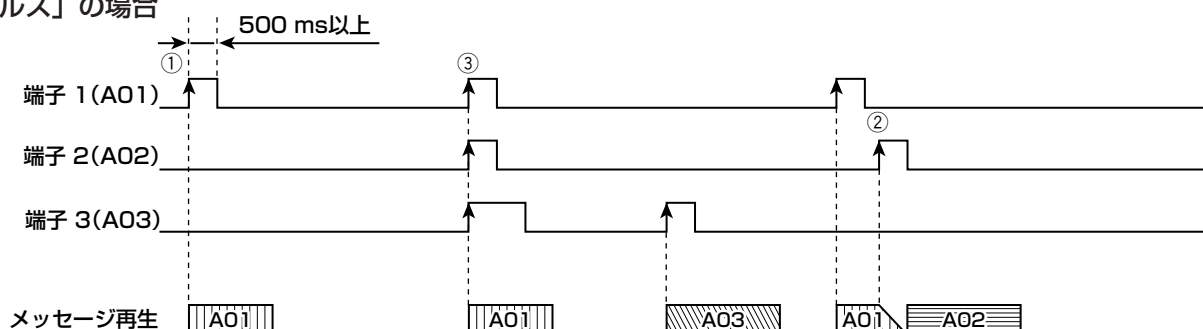 ルス」の場合
500 ms以上
①
③
端子 1(A01)
②
端子 2(A02)
端子 3(A03)
メッセージ再生 A01 A01 A03 A01 A02